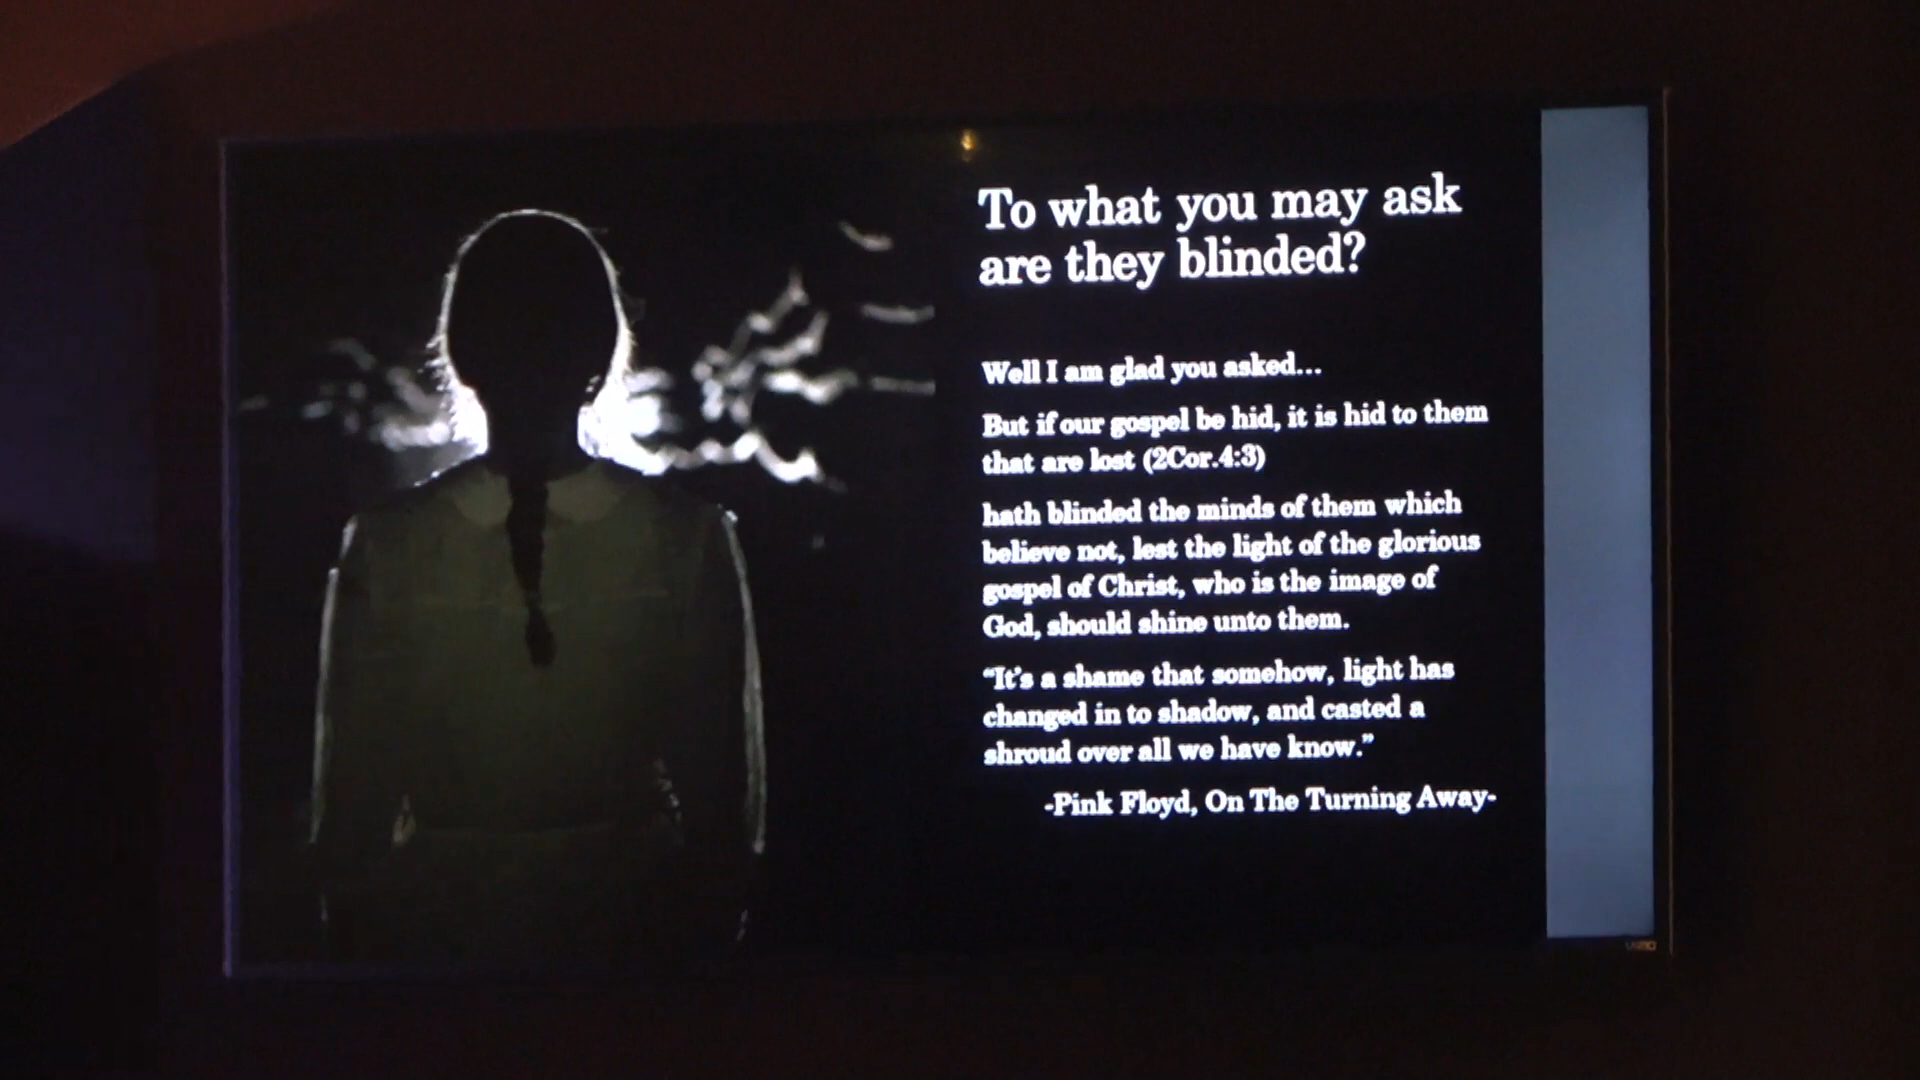 To what you may ask
are they blinded?
Well I am glad you asked...
But if our gospel be hid, it is hid to them
that are lost (2Cor.4:3)
hath blinded the minds of them which
believe not, lest the light of the glorious
gospel of Christ, who is the image of
God, should shine unto them.
“It’s a shame that somehow, light has
changed in to shadow, and casted a
shroud over all we have know.”
-Pink Floyd, On The Turning Away-
VIZIO